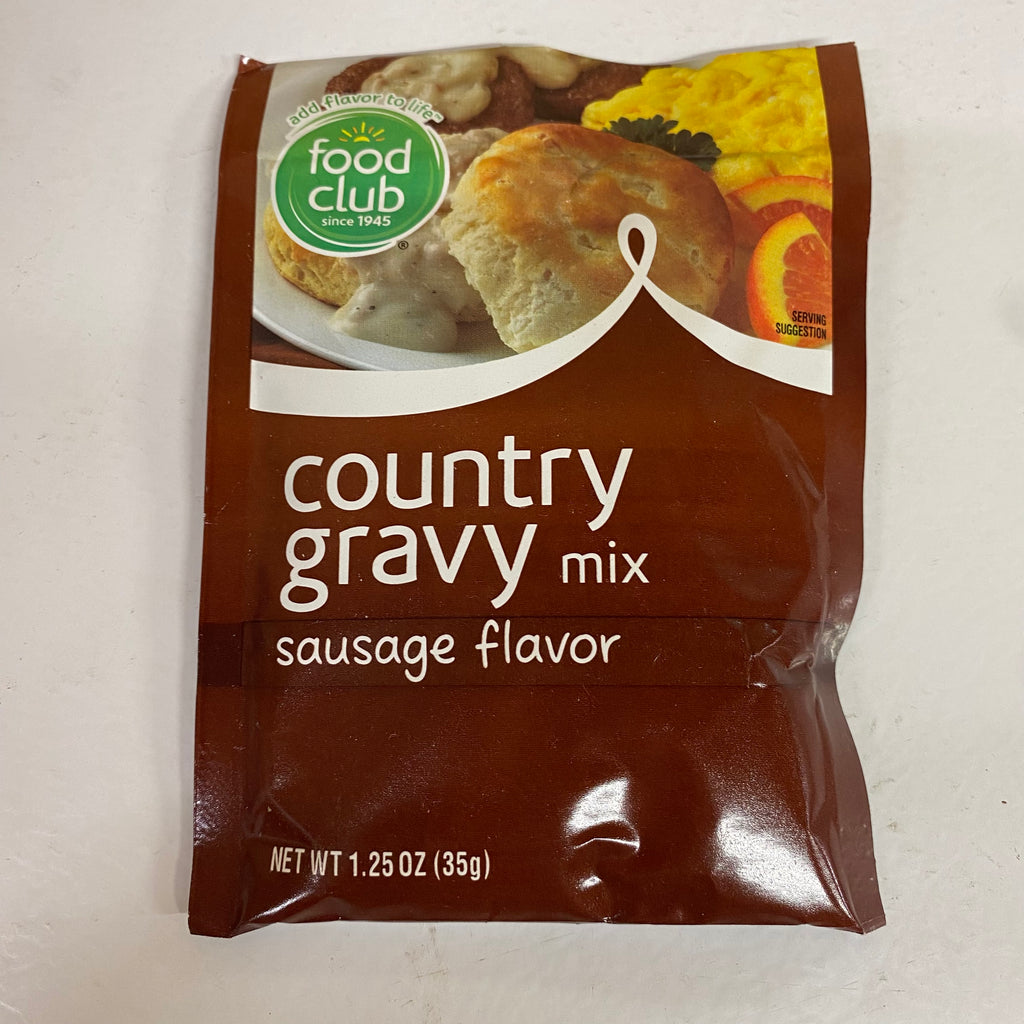 add flavor to life™
food
club
since 1945
®
SERVING
SUGGESTION
country
gravy mix
sausage flavor
NET WT 1.25 OZ (35g)